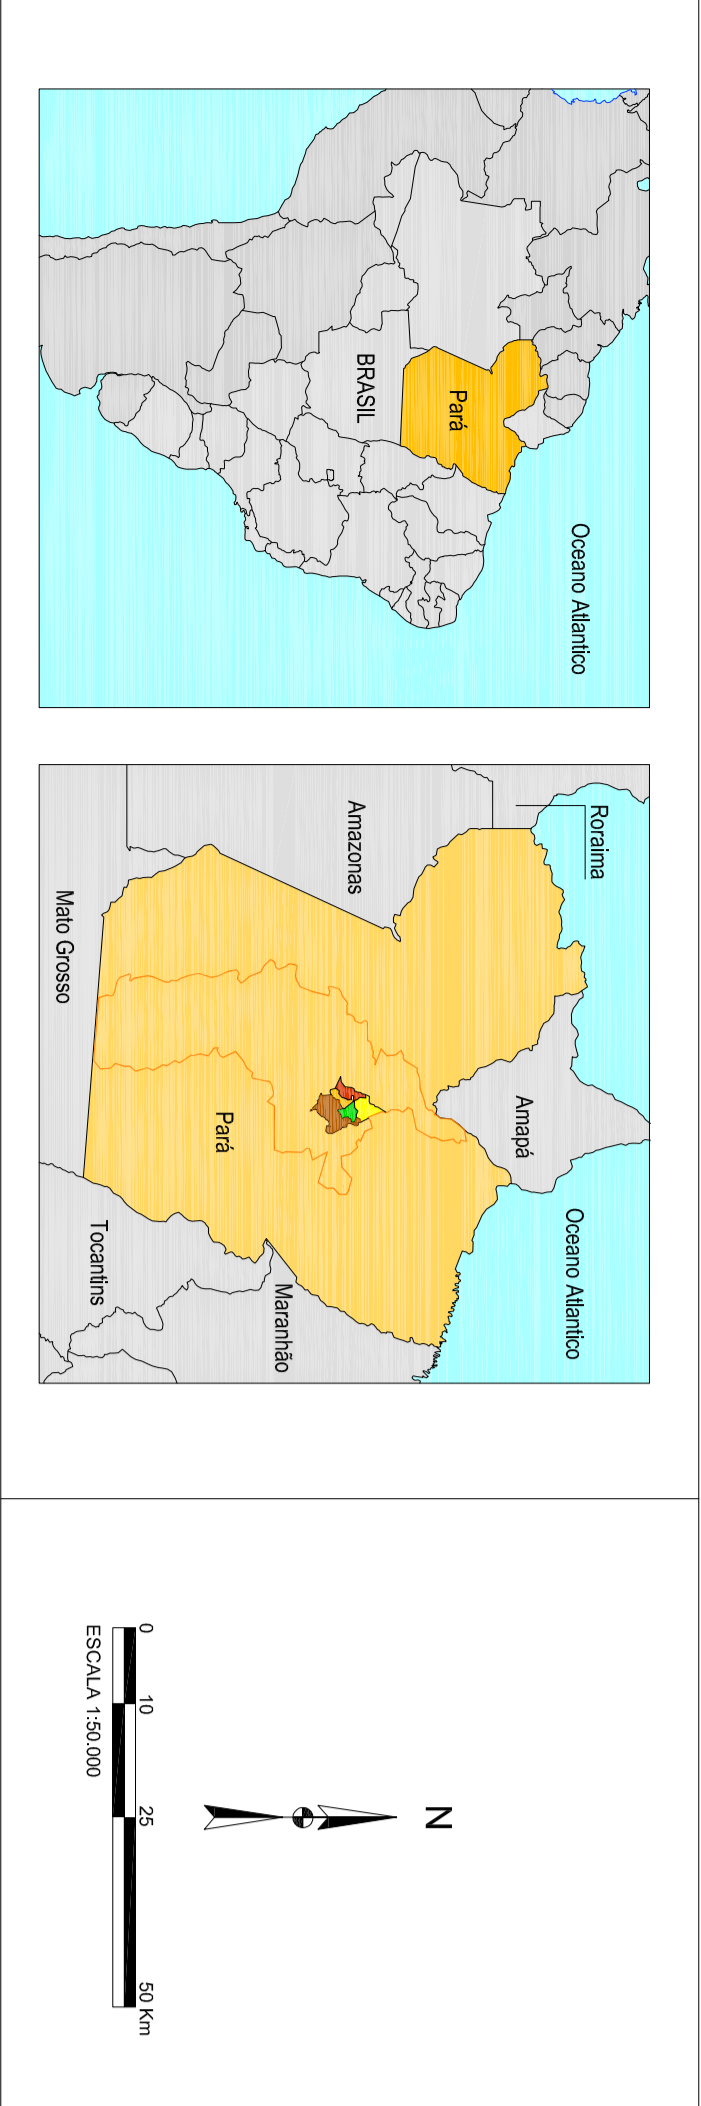 Oceano Atlantico
Pará
BRASIL
Roraima
Oceano Atlantico
Amapá
Amazonas
Maranhão
Pará
Tocantins
Mato Grosso
N
0 10 25 50 Km
ESCALA 1:50.000